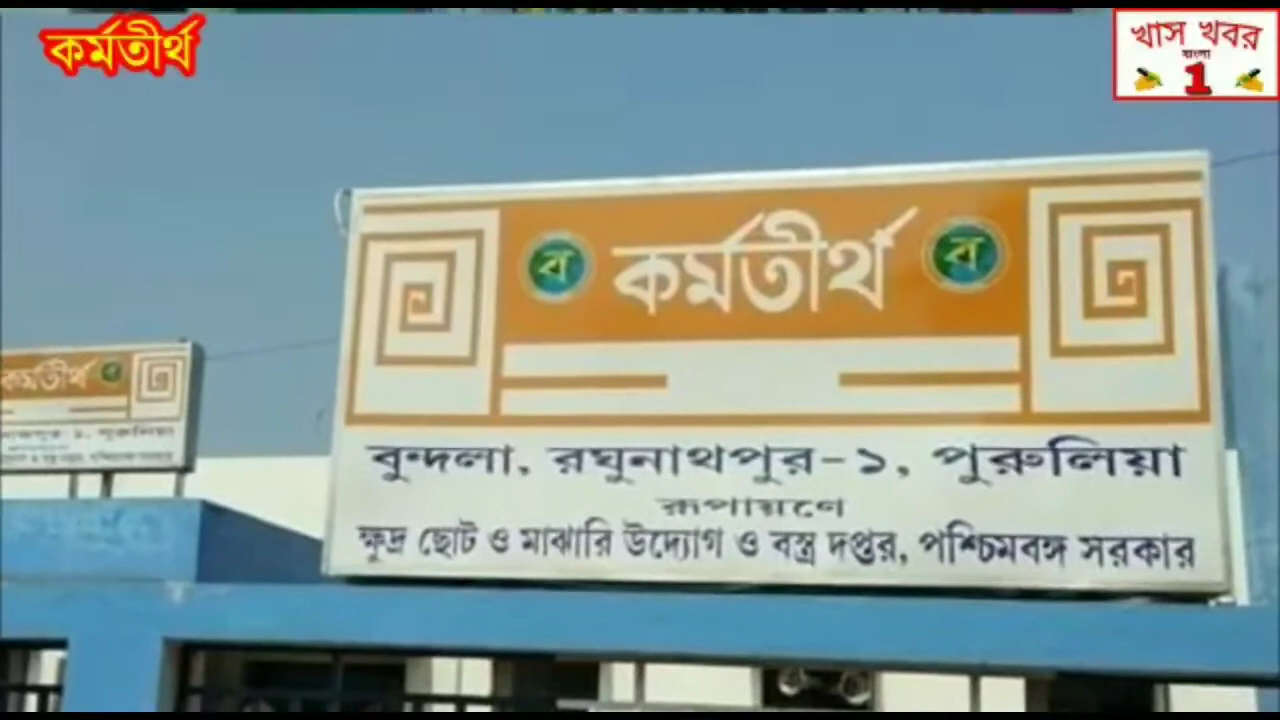 কর্মতীর্থ
খাস খবর
বাংলা
1
ব কর্মতীর্থ ব
বুন্দলা, রঘুনাথপুর-১, পুরুলিয়া
রূপায়ণে
ক্ষুদ্র ছোট ও মাঝারি উদ্যোগ ও বস্ত্র দপ্তর, পশ্চিমবঙ্গ সরকার
কর্মতীর্থ ব
পুরুলিয়া